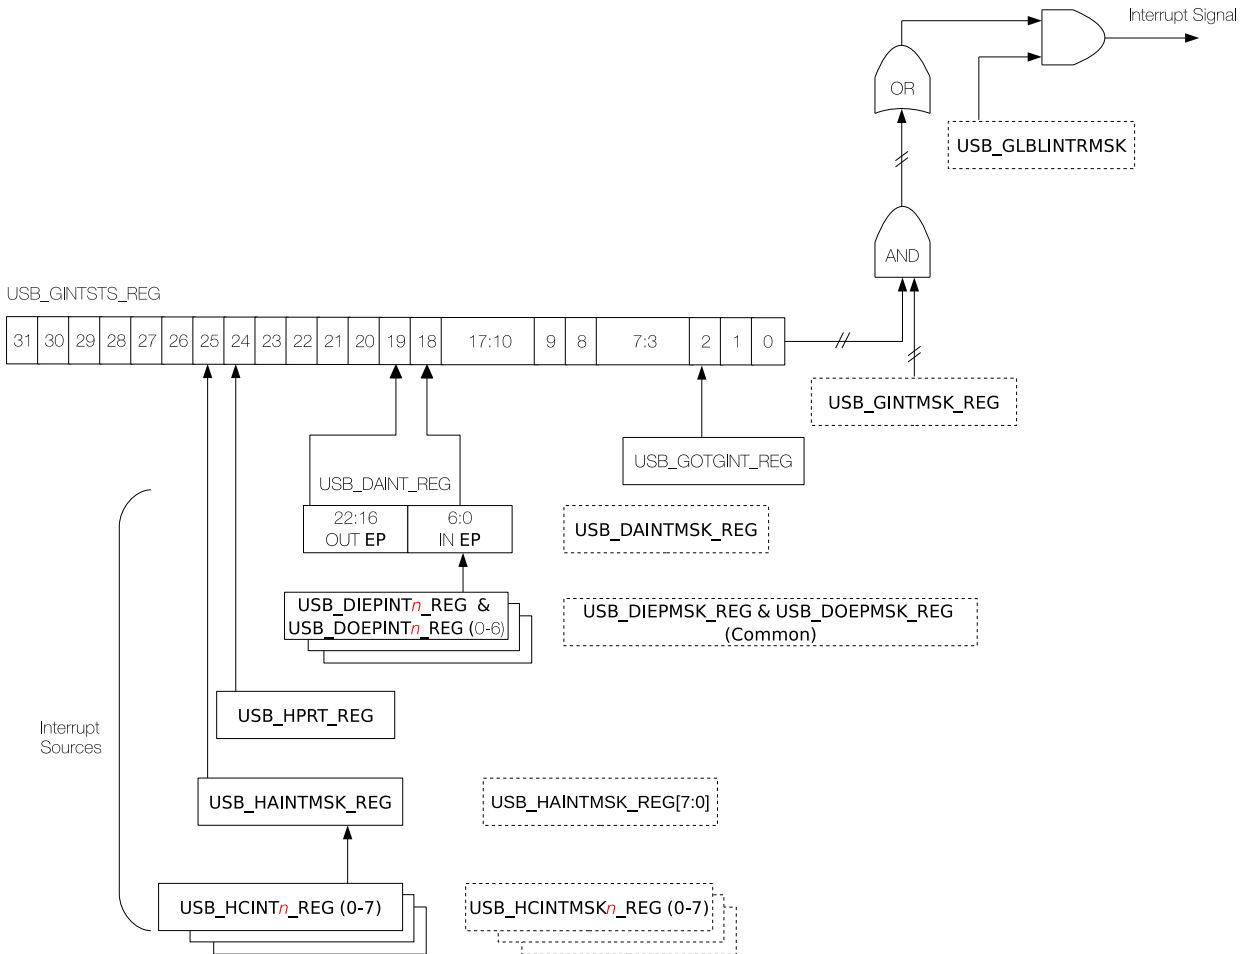 Interrupt Signal
OR
USB_GLBLINTRMSK
AND
USB_GINTSTS_REG
31 30 29 28 27 26 25 24 23 22 21 20 19 18 17:10 9 8 7:3 2 1 0
USB_GINTMSK_REG
USB_GOTGINT_REG
USB_DAINT_REG
22:16
OUT EP
6:0
IN EP
USB_DAINTMSK_REG
USB_DIEPINTn_REG &
USB_DOEPINTn_REG (0-6)
USB_DIEPMSK_REG & USB_DOEPMSK_REG
(Common)
USB_HPRT_REG
Interrupt
Sources
USB_HAINTMSK_REG
USB_HAINTMSK_REG[7:0]
USB_HCINTn_REG (0-7)
USB_HCINTMSKn_REG (0-7)